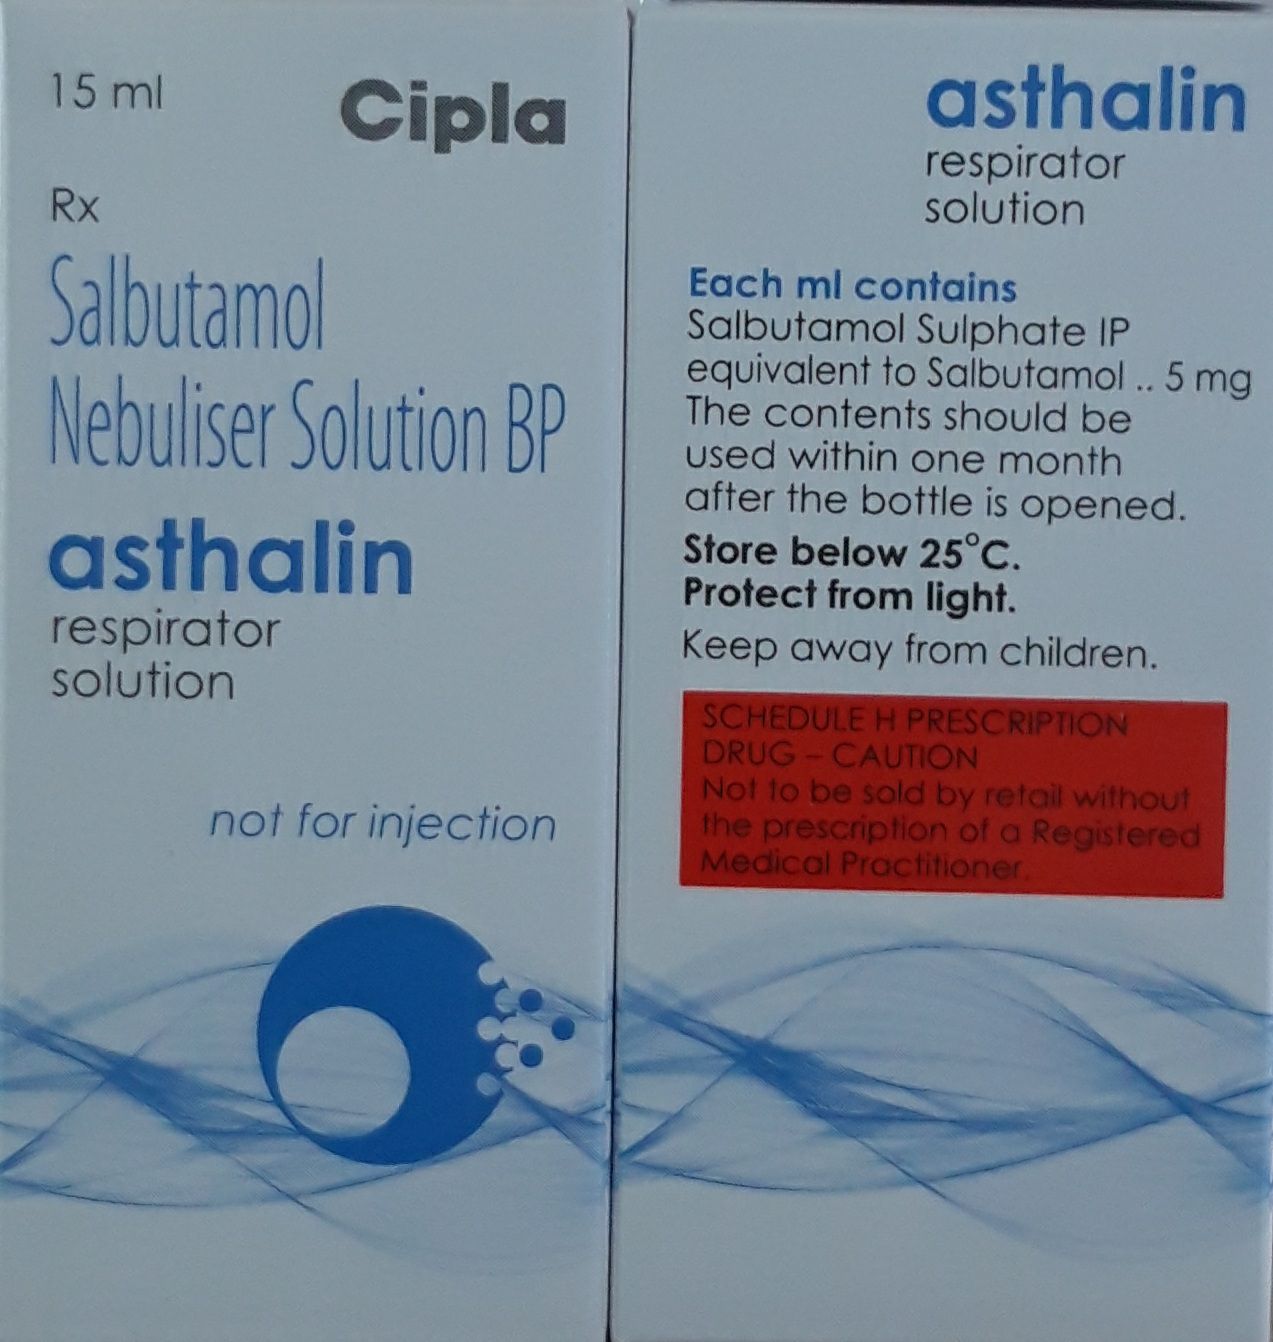 15 ml
Cipla
Rx
Salbutamol
Nebuliser Solution BP
asthalin
respirator
solution
not for injection
asthalin
respirator
solution
Each ml contains
Salbutamol Sulphate IP
equivalent to Salbutamol .. 5 mg
The contents should be
used within one month
after the bottle is opened.
Store below 25°C.
Protect from light.
Keep away from children.
SCHEDULE H PRESCRIPTION
DRUG – CAUTION
Not to be sold by retail without
the prescription of a Registered
Medical Practitioner.